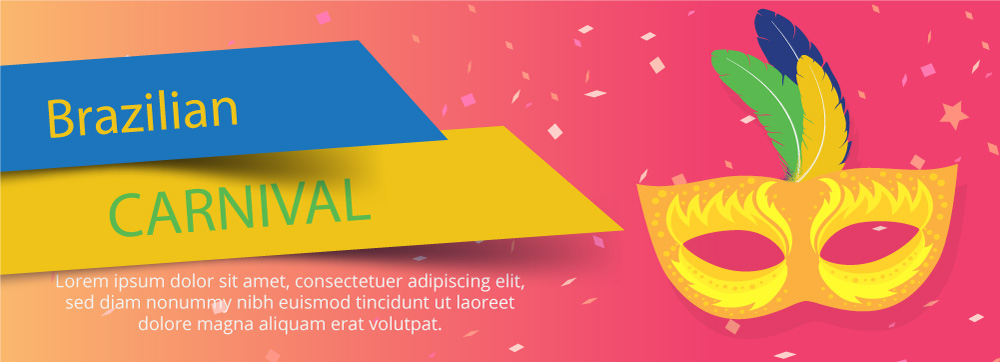 Brazilian
CARNIVAL
Lorem ipsum dolor sit amet, consectetuer adipiscing elit,
sed diam nonummy nibh euismod tincidunt ut laoreet
dolore magna aliquam erat volutpat.